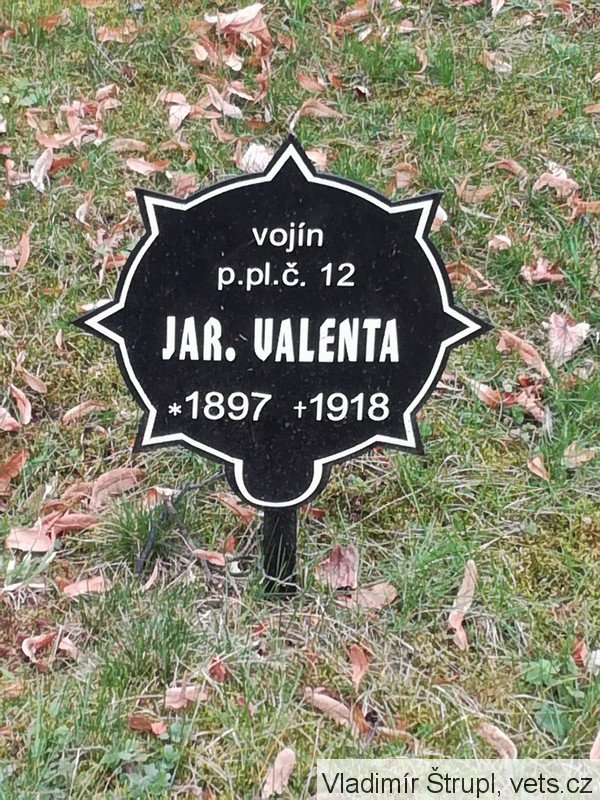 vojín
p.pl.č. 12
JAR. VALENTA
*1897 †1918
Vladimír Štrupl, vets.cz